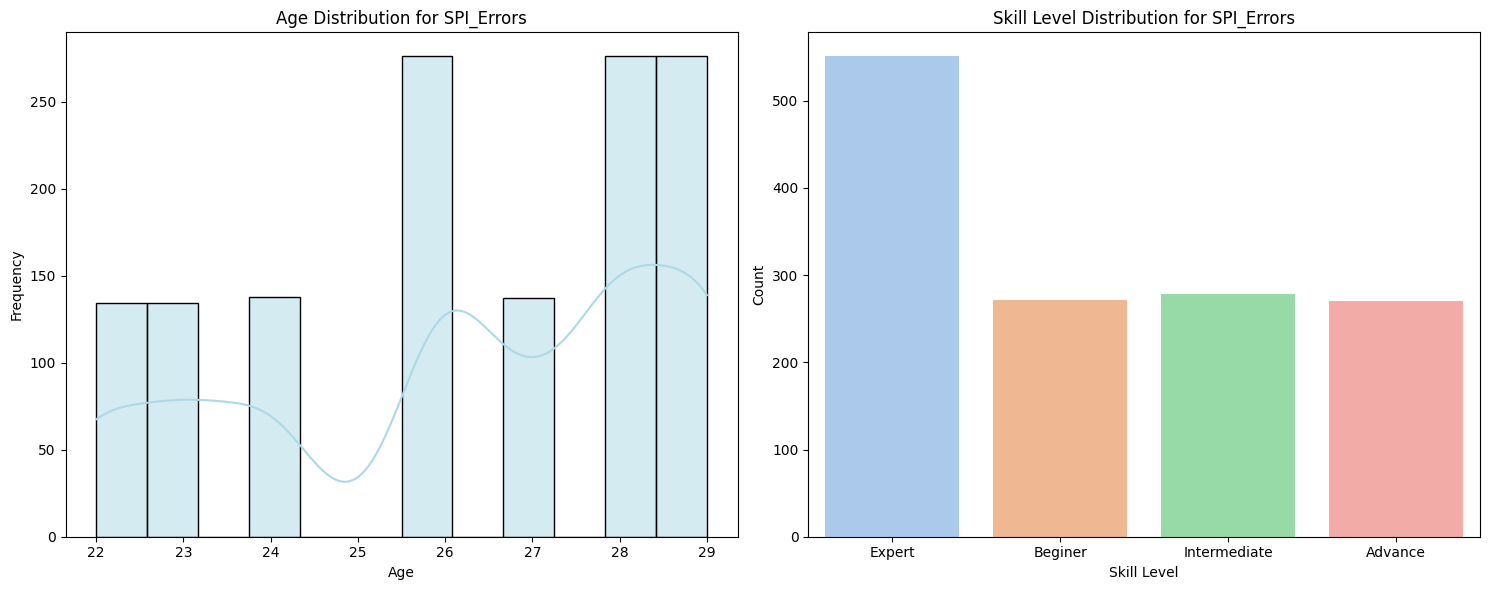 Age Distribution for SPI_Errors
Frequency
250
200
150
100
50
0
22 23 24 25 26 27 28 29
Age
Skill Level Distribution for SPI_Errors
Count
500
400
300
200
100
0
Expert Beginer Intermediate Advance
Skill Level